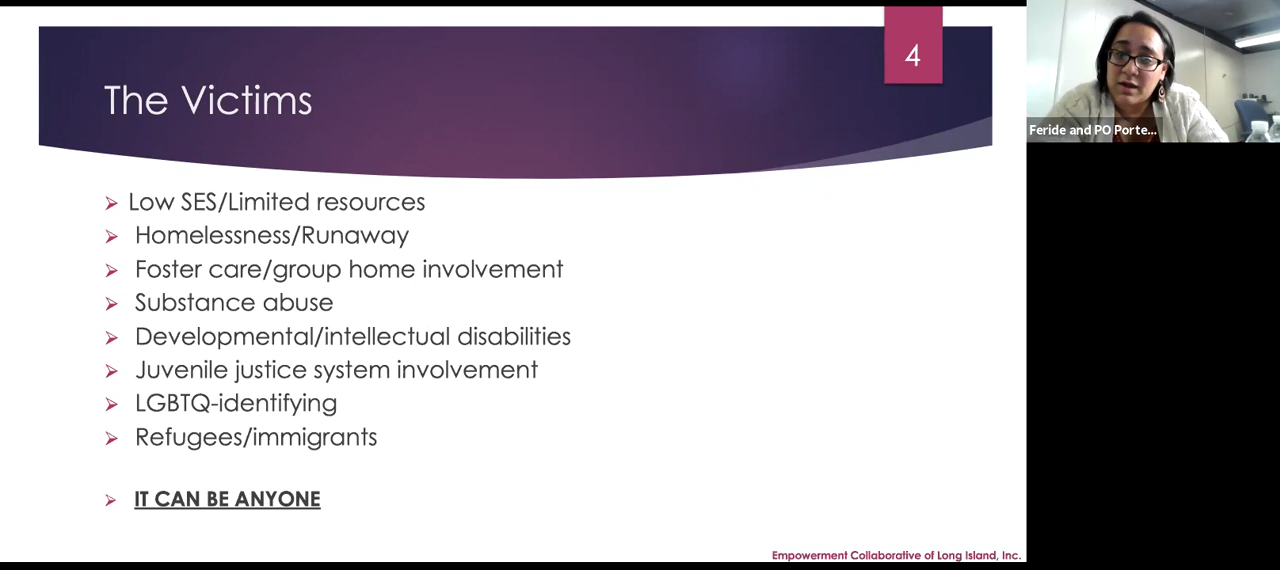 4
The Victims
Low SES/Limited resources
Homelessness/Runaway
Foster care/group home involvement
Substance abuse
Developmental/intellectual disabilities
Juvenile justice system involvement
LGBTQ-identifying
Refugees/immigrants
IT CAN BE ANYONE
Empowerment Collaborative of Long Island, Inc.
Feride and PO Porte...